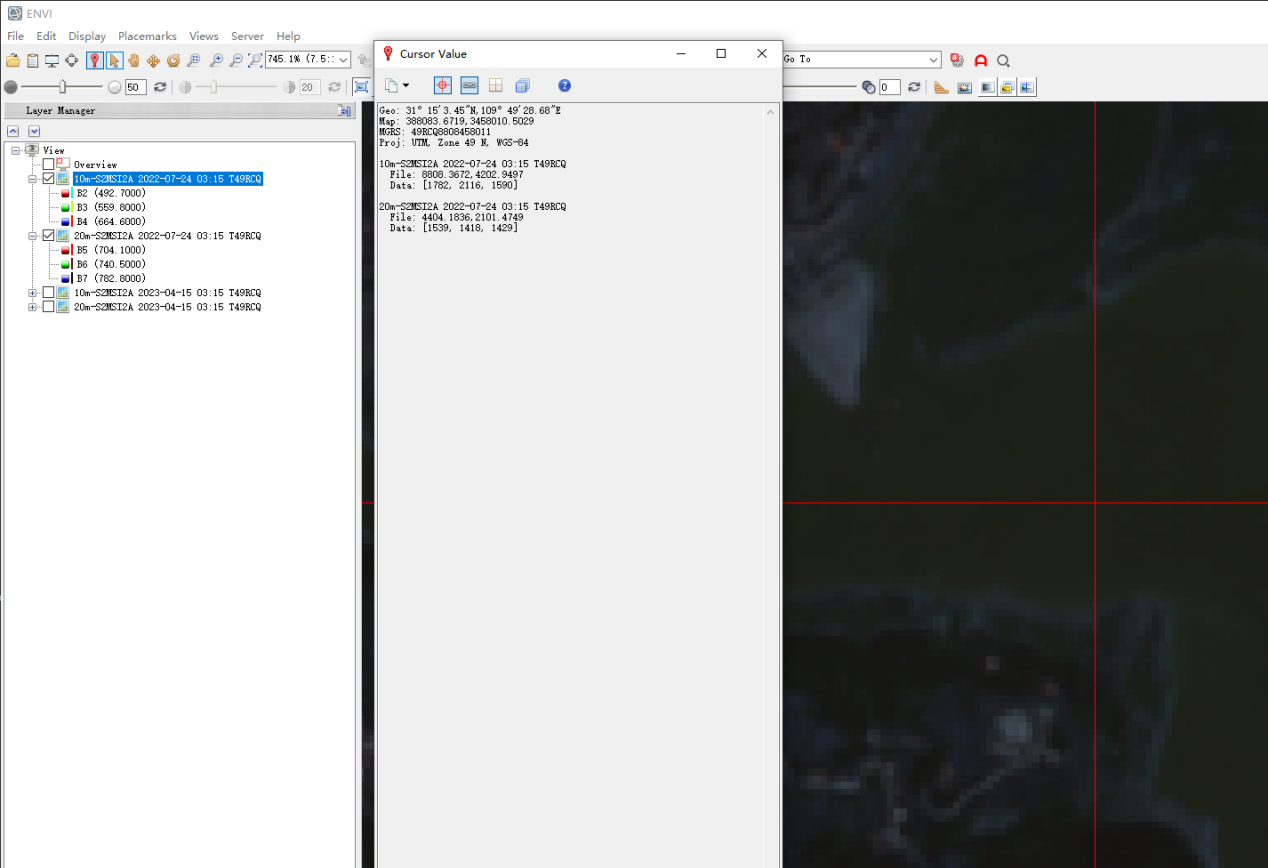 ENVI
File Edit Display Placemarks Views Server Help
745.1% (7.5::
Go To
50
20
0
Layer Manager
View
Overview
10m-S2MSI2A 2022-07-24 03:15 T49RCQ
B2 (492.7000)
B3 (559.8000)
B4 (664.6000)
20m-S2MSI2A 2022-07-24 03:15 T49RCQ
B5 (704.1000)
B6 (740.5000)
B7 (782.8000)
10m-S2MSI2A 2023-04-15 03:15 T49RCQ
20m-S2MSI2A 2023-04-15 03:15 T49RCQ
Cursor Value
Geo: 31° 15'3.45"N,109° 49'28.68"E
Map: 388083.6719,3458010.5029
MGRS: 49RCQ8808458011
Proj: UTM, Zone 49 N, WGS-84
10m-S2MSI2A 2022-07-24 03:15 T49RCQ
File: 8808.3672,4202.9497
Data: [1782, 2116, 1590]
20m-S2MSI2A 2022-07-24 03:15 T49RCQ
File: 4404.1836,2101.4749
Data: [1539, 1418, 1429]